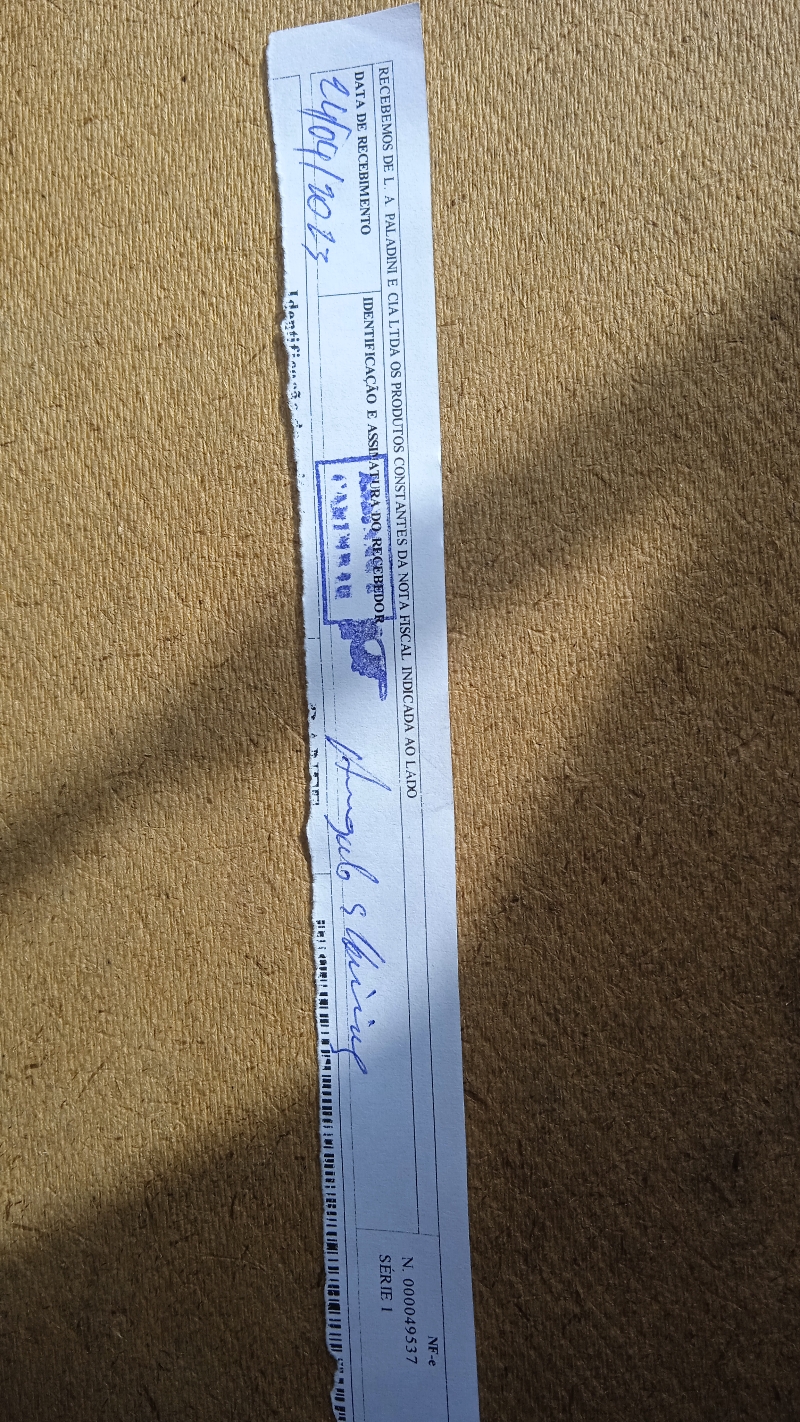 RECEBEMOS DE L. A PALADINI E CIA LTDA OS PRODUTOS CONSTANTES DA NOTA FISCAL INDICADA AO LADO
NF-e
N. 000049537
SÉRIE 1
DATA DE RECEBIMENTO
IDENTIFICAÇÃO E ASSINATURA DO RECEBEDOR
24/04/2023